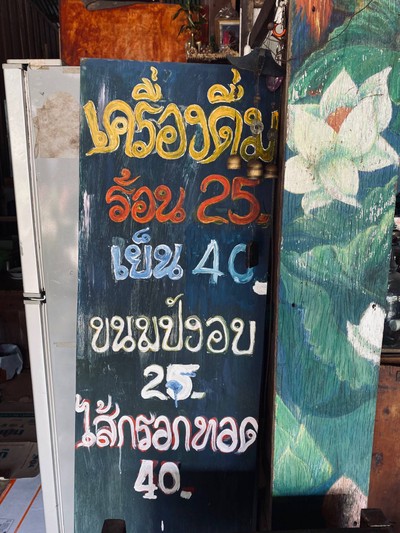 เครื่องดื่ม
ร้อน 25.-
เย็น 40
ขนมปังอบ
25.-
ไส้กรอกทอด
40.-